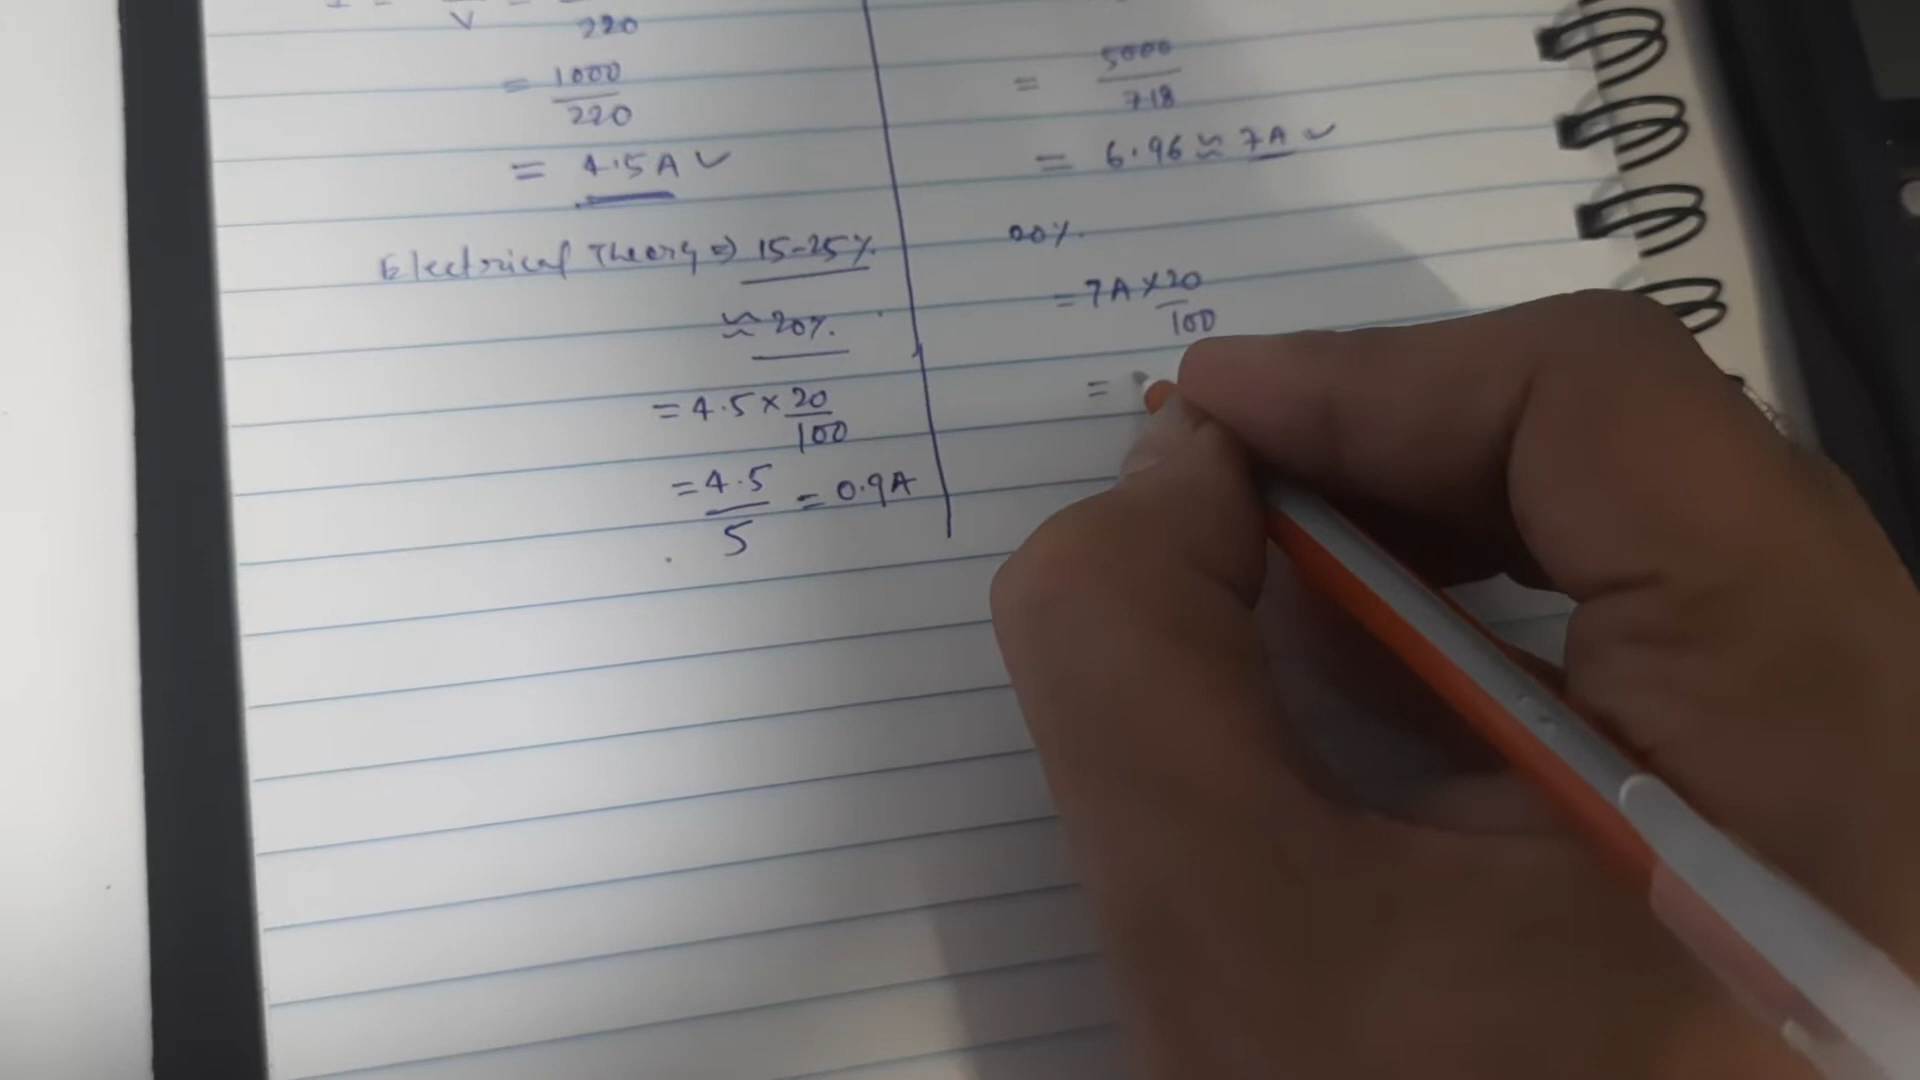 V
220
= 1000
220
= 4.5 A ✓
Electrical Theory ⇒ 15-25%.
≈ 20%.
= 4.5 × 20
100
= 4.5 = 0.9A
5
= 5000
718
= 6.96 ≈ 7A ✓
20%.
= 7A × 20
100
=